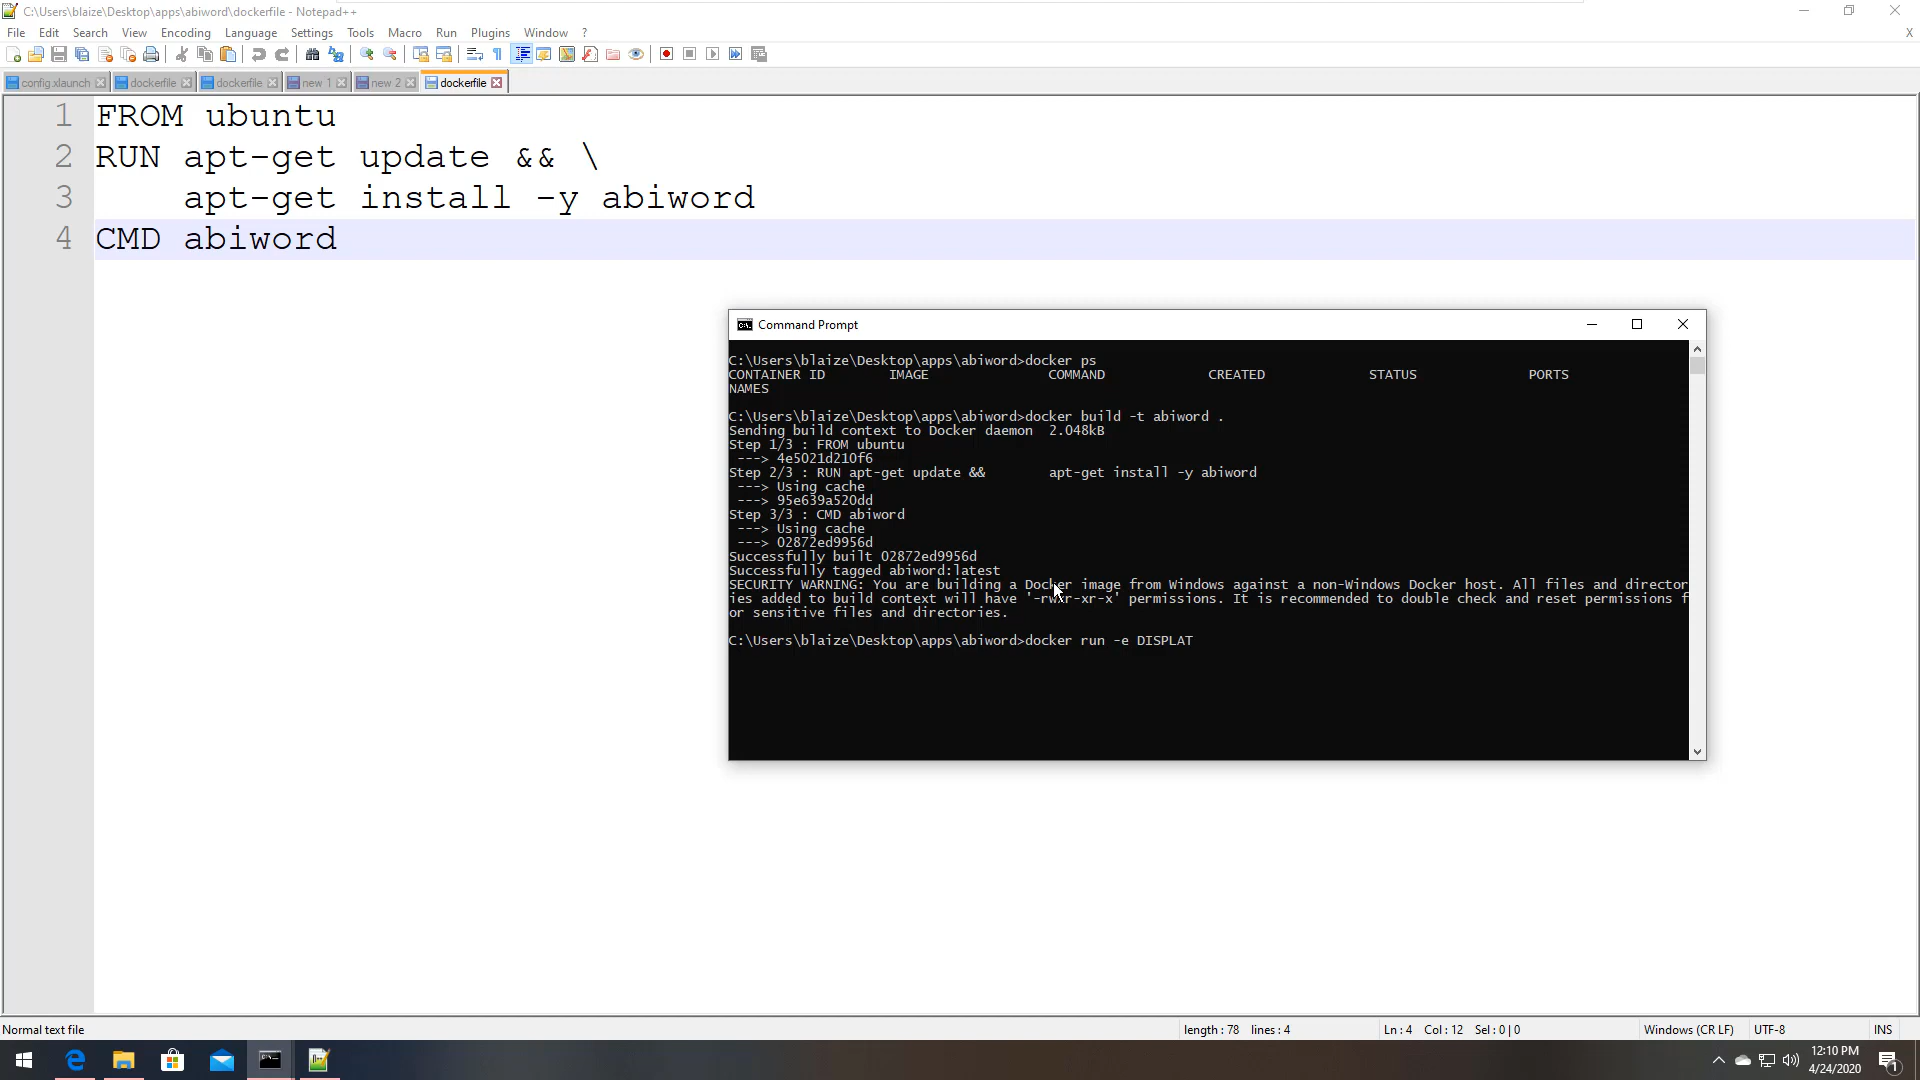 C:\Users\blaize\Desktop\apps\abiword\dockerfile - Notepad++
File Edit Search View Encoding Language Settings Tools Macro Run Plugins Window ? X
config.xlaunch dockerfile dockerfile new 1 new 2 dockerfile
1 FROM ubuntu
2 RUN apt-get update && \
3 apt-get install -y abiword
4 CMD abiword
Command Prompt
C:\Users\blaize\Desktop\apps\abiword>docker ps
CONTAINER ID IMAGE COMMAND CREATED STATUS PORTS
NAMES
C:\Users\blaize\Desktop\apps\abiword>docker build -t abiword .
Sending build context to Docker daemon 2.048kB
Step 1/3 : FROM ubuntu
---> 4e5021d210f6
Step 2/3 : RUN apt-get update && apt-get install -y abiword
---> Using cache
---> 95e639a520dd
Step 3/3 : CMD abiword
---> Using cache
---> 02872ed9956d
Successfully built 02872ed9956d
Successfully tagged abiword:latest
SECURITY WARNING: You are building a Docker image from Windows against a non-Windows Docker host. All files and director
ies added to build context will have '-rwxr-xr-x' permissions. It is recommended to double check and reset permissions f
or sensitive files and directories.
C:\Users\blaize\Desktop\apps\abiword>docker run -e DISPLAT
Normal text file length : 78 lines : 4 Ln : 4 Col : 12 Sel : 0 | 0 Windows (CR LF) UTF-8 INS
12:10 PM
4/24/2020
1